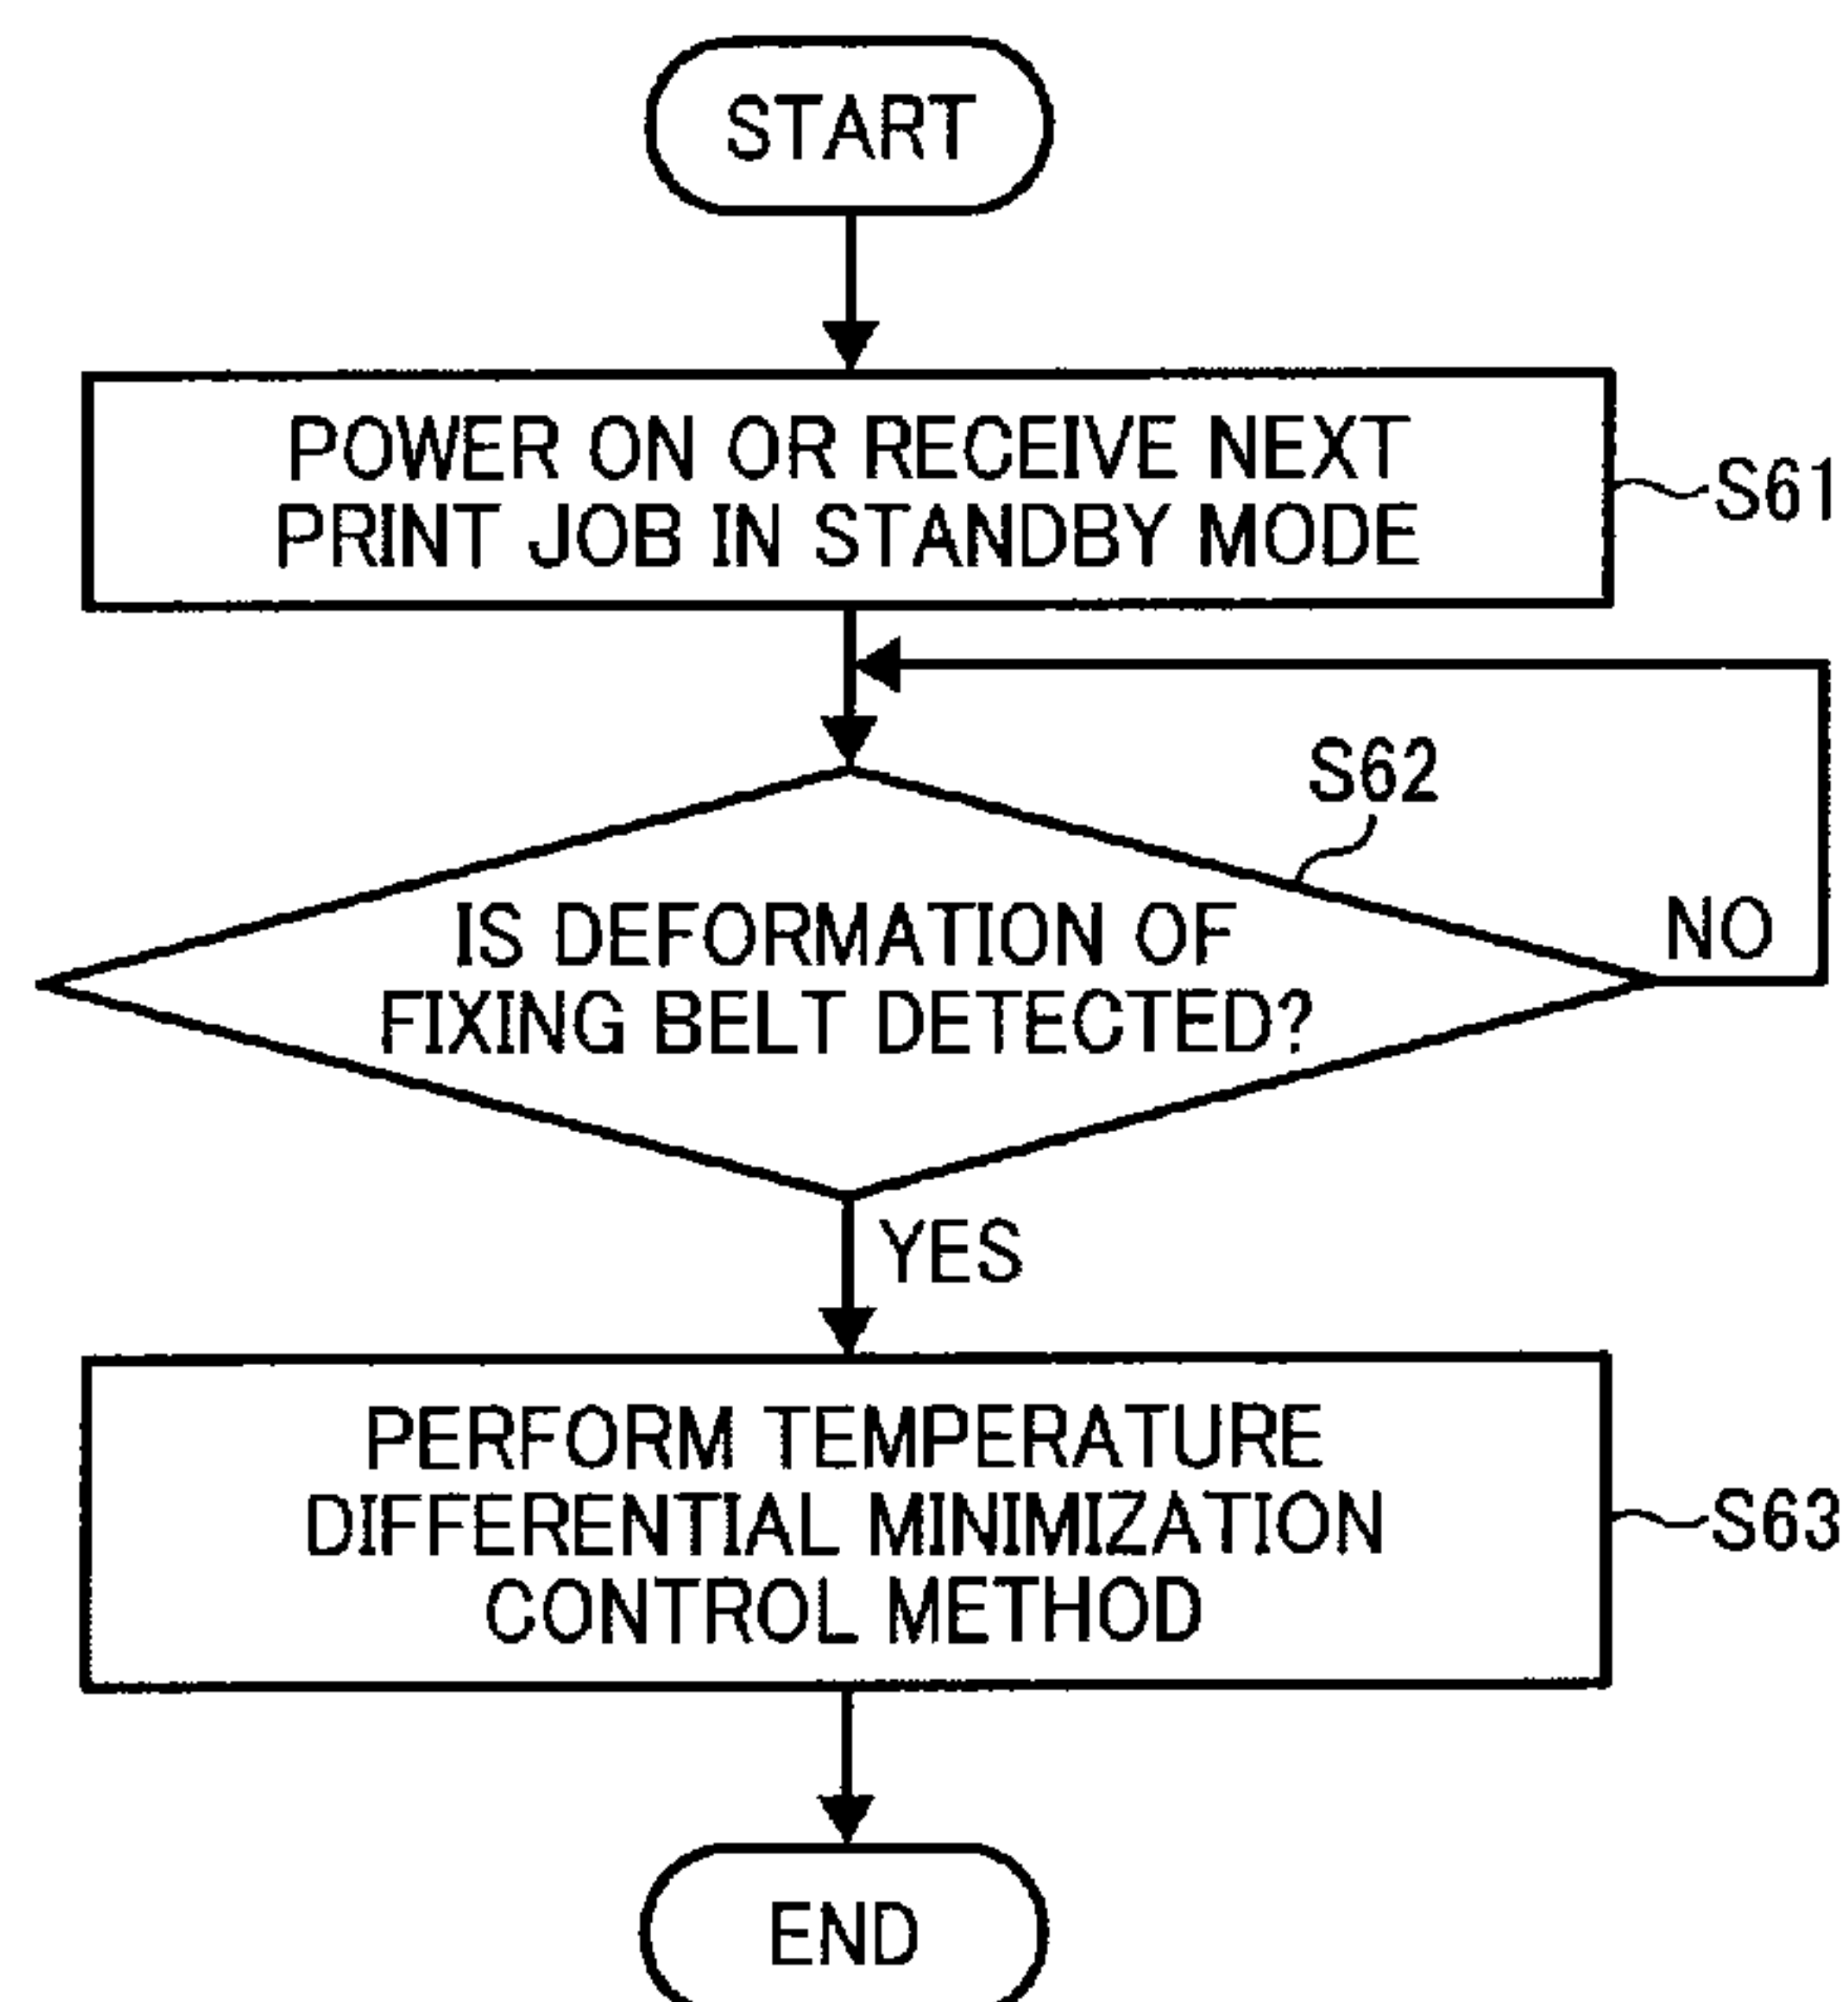 START
POWER ON OR RECEIVE NEXT
PRINT JOB IN STANDBY MODE
S61
S62
IS DEFORMATION OF
FIXING BELT DETECTED?
NO
YES
PERFORM TEMPERATURE
DIFFERENTIAL MINIMIZATION
CONTROL METHOD
S63
END